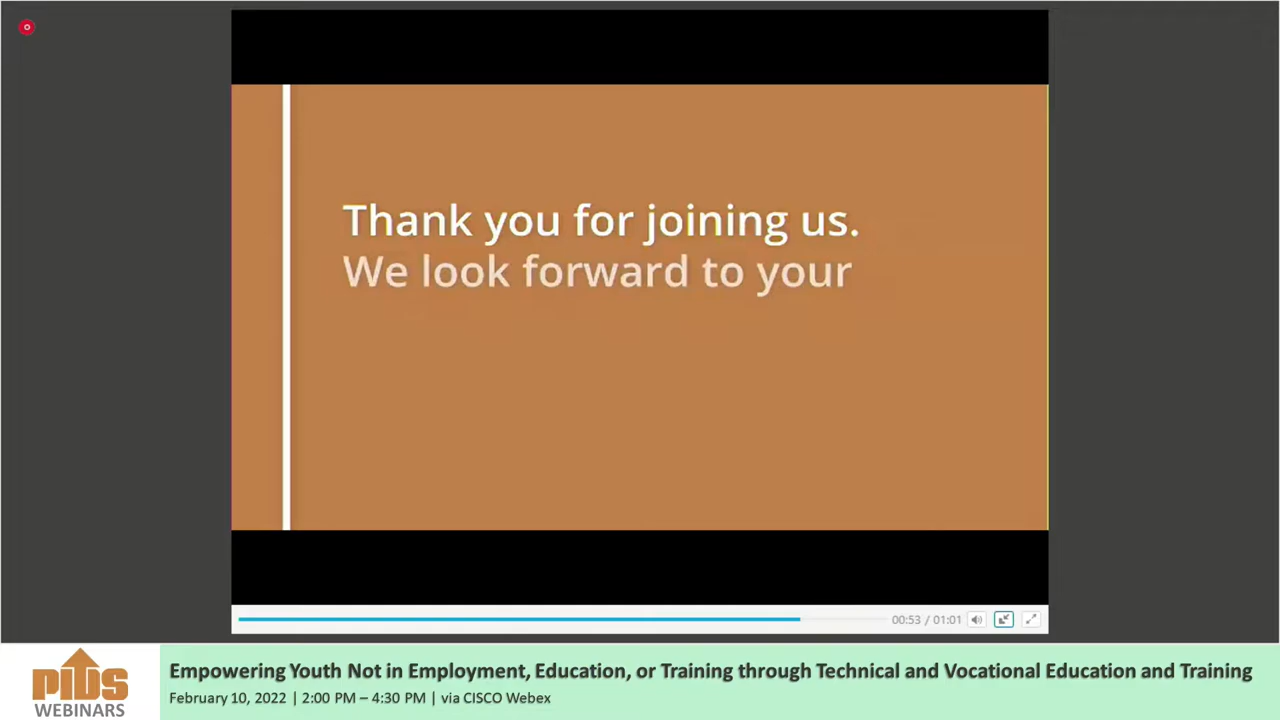 Thank you for joining us.
We look forward to your
00:53 / 01:01
PIDS
WEBINARS
Empowering Youth Not in Employment, Education, or Training through Technical and Vocational Education and Training
February 10, 2022 | 2:00 PM – 4:30 PM | via CISCO Webex